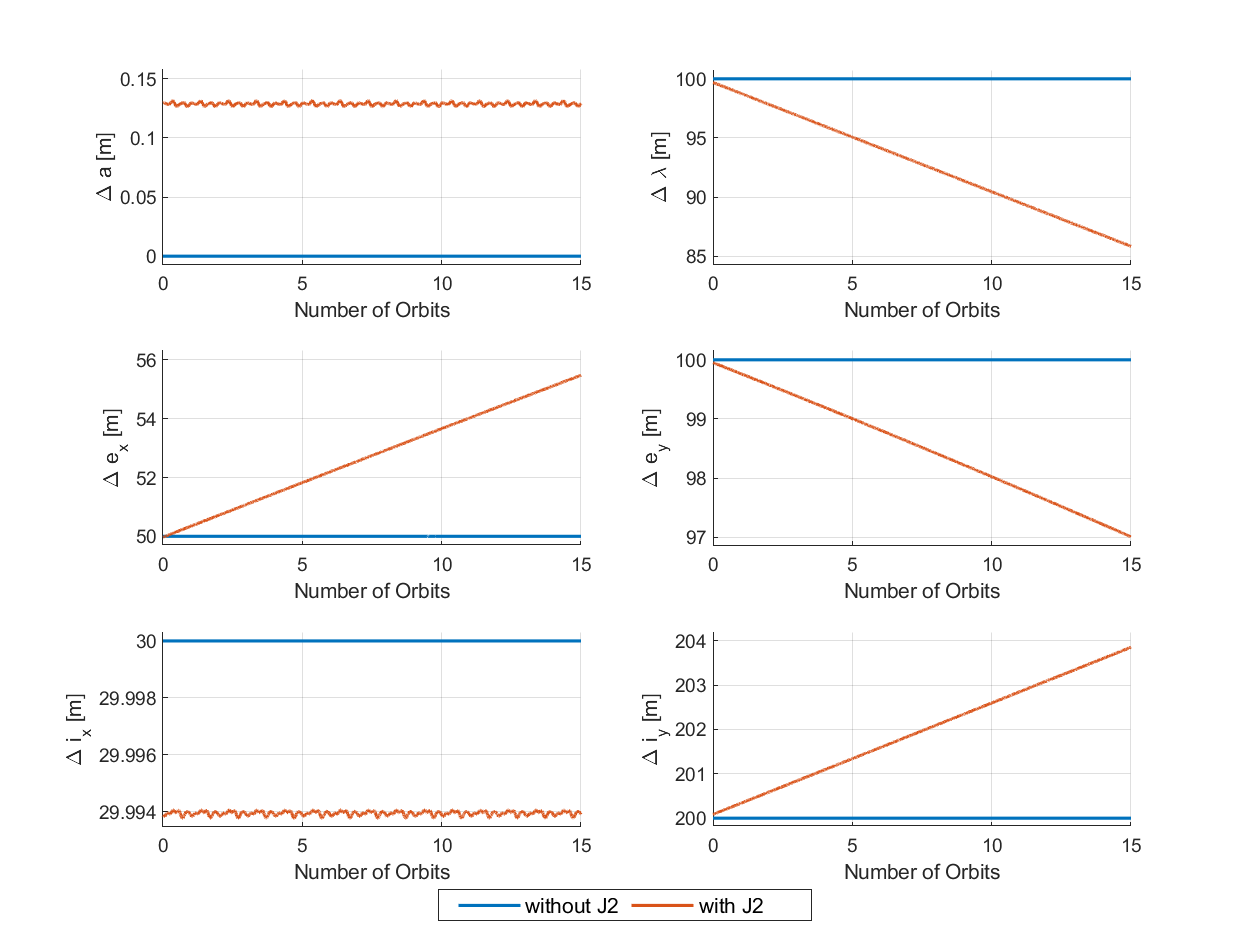 0.15
0.1
0.05
0
Δ a [m]
0 5 10 15
Number of Orbits
100
95
90
85
Δ λ [m]
0 5 10 15
Number of Orbits
56
54
52
50
Δ e_x [m]
0 5 10 15
Number of Orbits
100
99
98
97
Δ e_y [m]
0 5 10 15
Number of Orbits
30
29.998
29.996
29.994
Δ i_x [m]
0 5 10 15
Number of Orbits
204
203
202
201
200
Δ i_y [m]
0 5 10 15
Number of Orbits
without J2 with J2